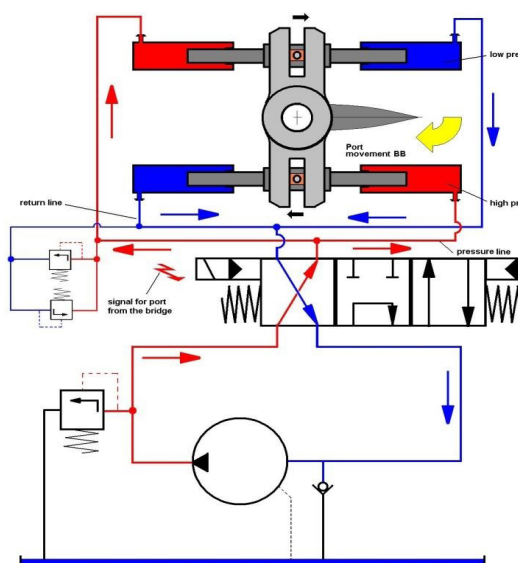 low pre
Port
movement BB
return line
high pr
pressure line
signal for port
from the bridge